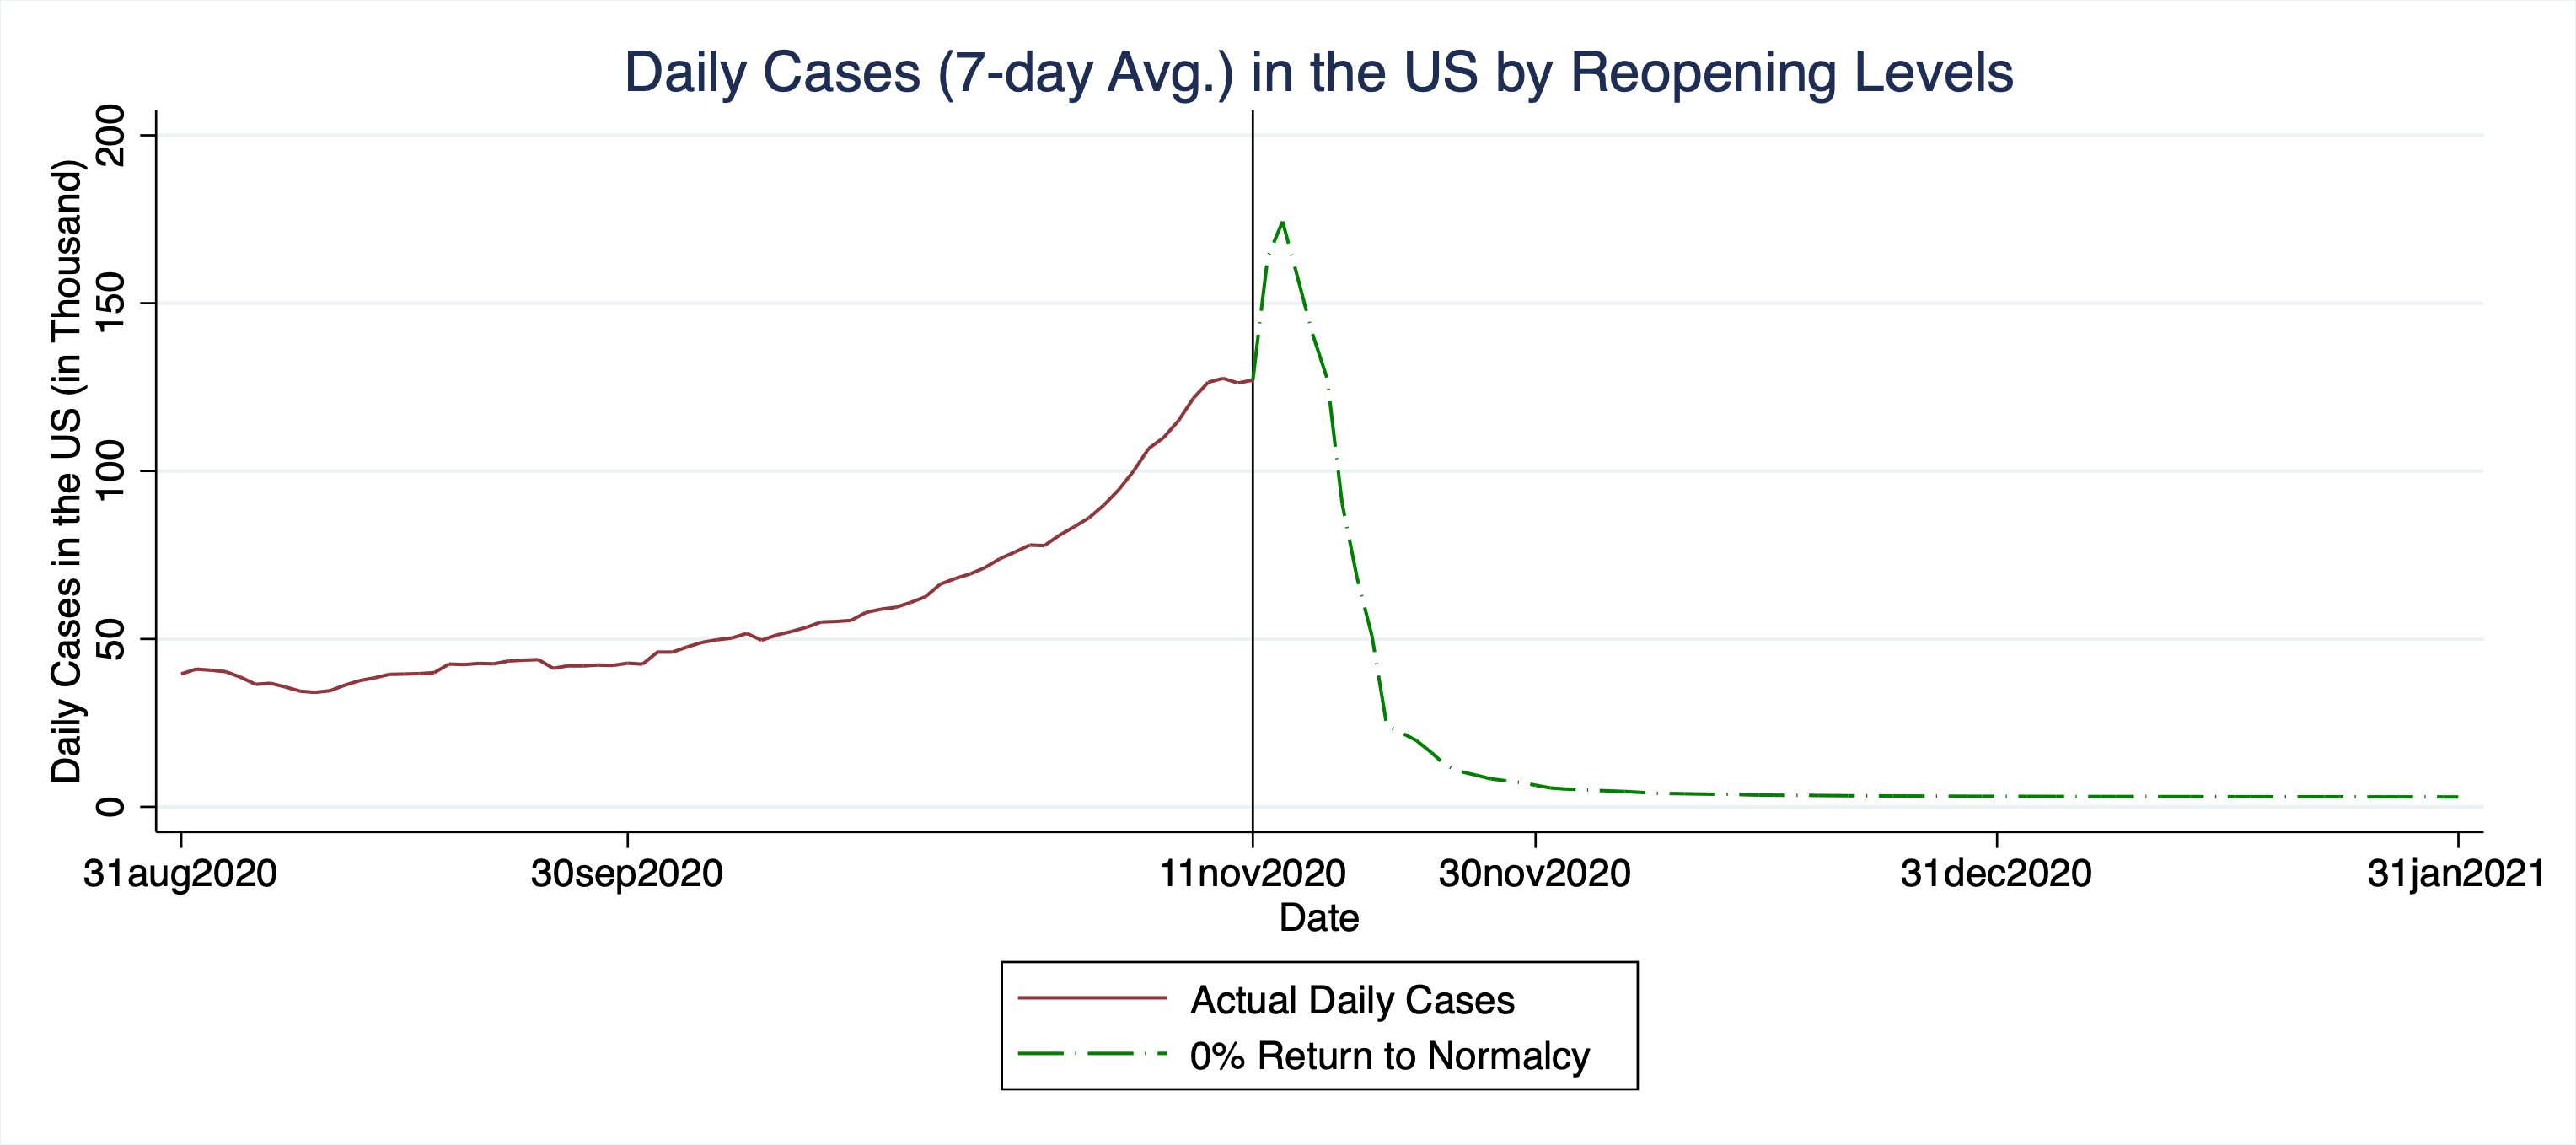 Daily Cases (7-day Avg.) in the US by Reopening Levels
Daily Cases in the US (in Thousand)
200
150
100
50
0
31aug2020 30sep2020 11nov2020 30nov2020 31dec2020 31jan2021
Date
Actual Daily Cases
0% Return to Normalcy